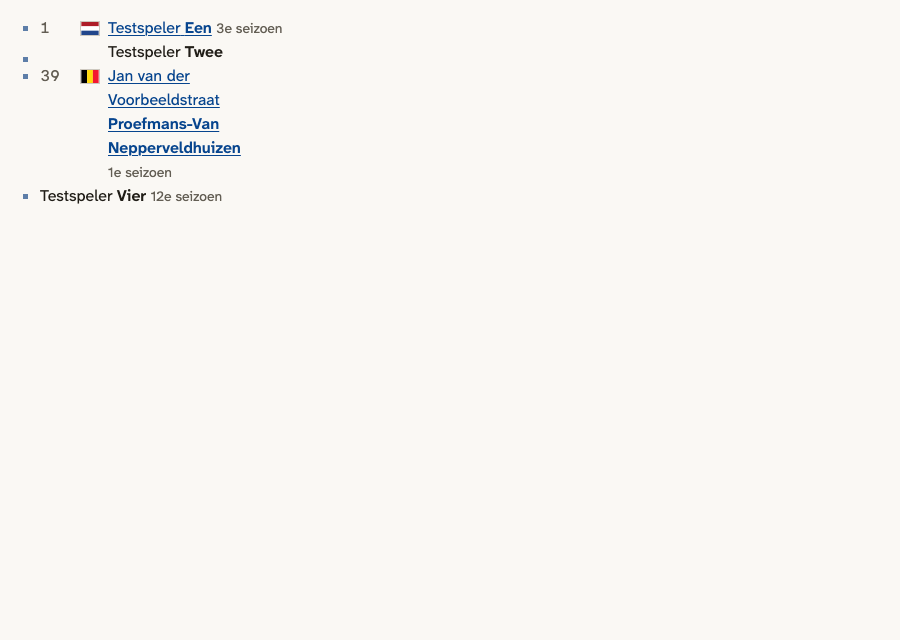 1 Testspeler Een 3e seizoen
Testspeler Twee
39 Jan van der
Voorbeeldstraat
Proefmans-Van
Nepperveldhuizen
1e seizoen
Testspeler Vier 12e seizoen